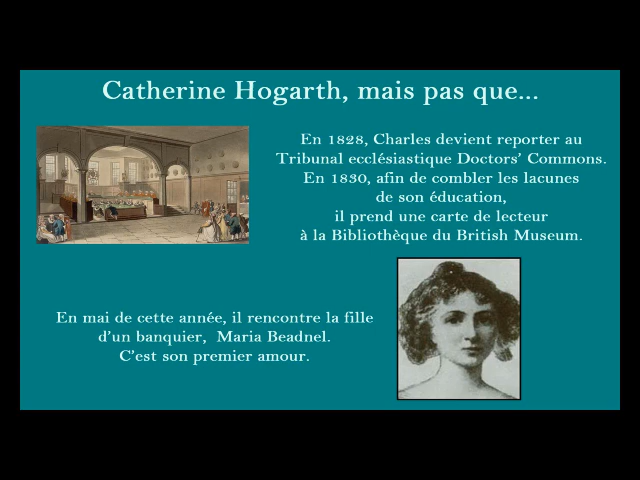 Catherine Hogarth, mais pas que...
En 1828, Charles devient reporter au
Tribunal ecclésiastique Doctors' Commons.
En 1830, afin de combler les lacunes
de son éducation,
il prend une carte de lecteur
à la Bibliothèque du British Museum.
En mai de cette année, il rencontre la fille
d'un banquier, Maria Beadnel.
C'est son premier amour.